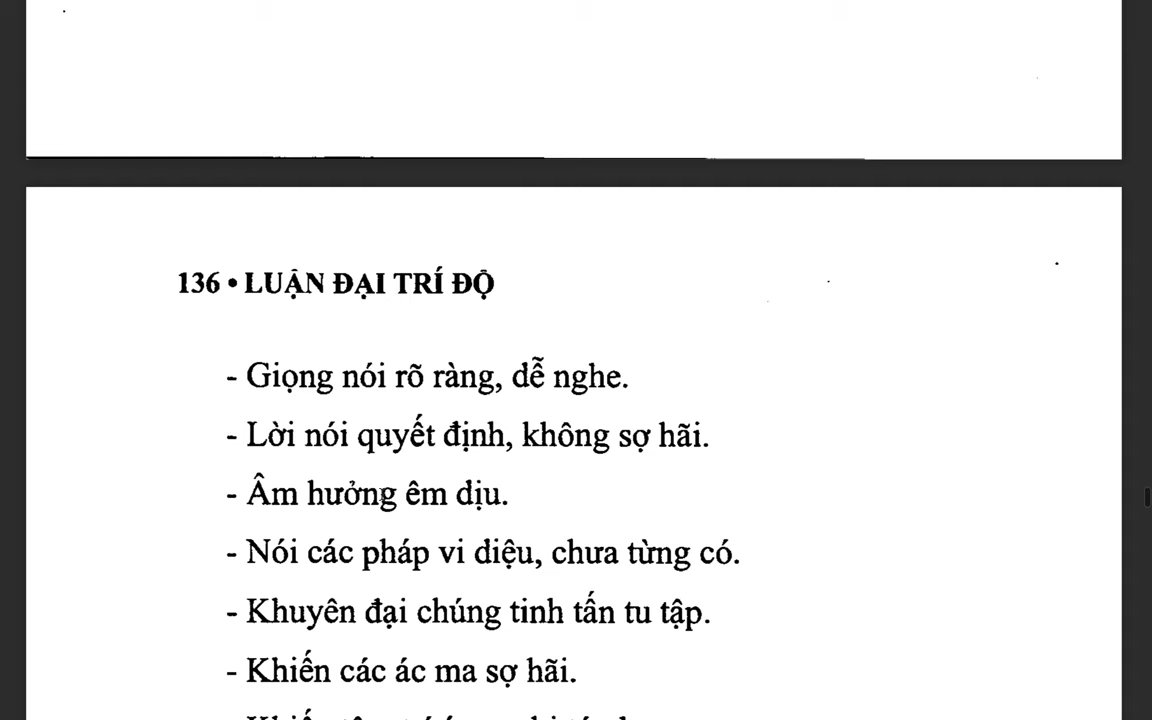 136 • LUẬN ĐẠI TRÍ ĐỘ
- Giọng nói rõ ràng, dễ nghe.
- Lời nói quyết định, không sợ hãi.
- Âm hưởng êm dịu.
- Nói các pháp vi diệu, chưa từng có.
- Khuyên đại chúng tinh tấn tu tập.
- Khiến các ác ma sợ hãi.